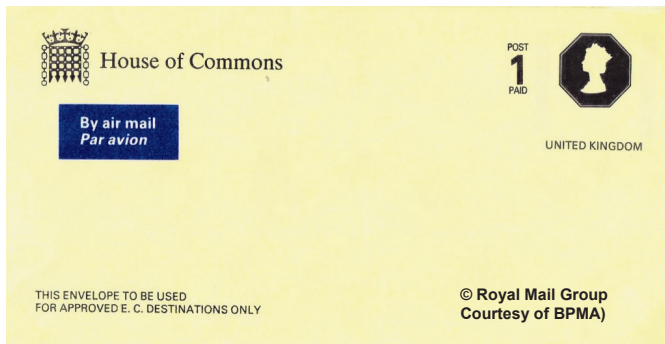 House of Commons
POST
1
PAID
By air mail
Par avion
UNITED KINGDOM
THIS ENVELOPE TO BE USED
FOR APPROVED E. C. DESTINATIONS ONLY
© Royal Mail Group
Courtesy of BPMA)